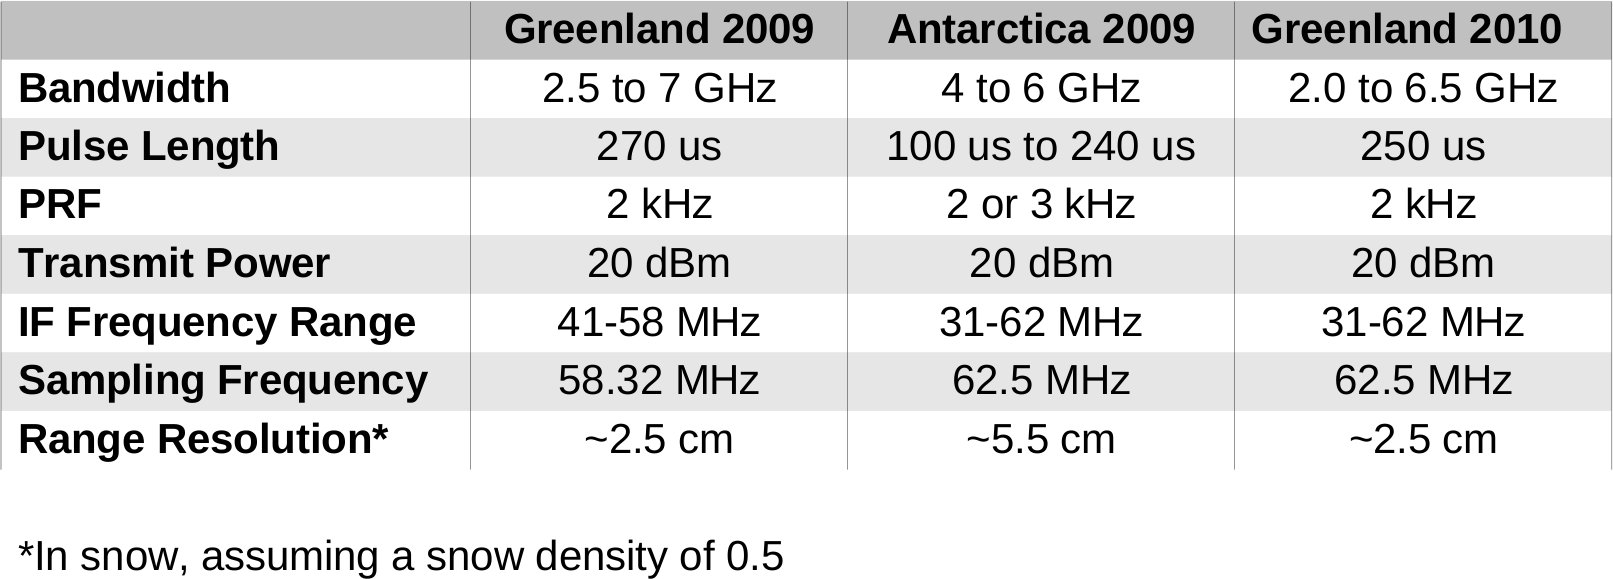 Greenland 2009 Antarctica 2009 Greenland 2010
Bandwidth 2.5 to 7 GHz 4 to 6 GHz 2.0 to 6.5 GHz
Pulse Length 270 us 100 us to 240 us 250 us
PRF 2 kHz 2 or 3 kHz 2 kHz
Transmit Power 20 dBm 20 dBm 20 dBm
IF Frequency Range 41-58 MHz 31-62 MHz 31-62 MHz
Sampling Frequency 58.32 MHz 62.5 MHz 62.5 MHz
Range Resolution* ~2.5 cm ~5.5 cm ~2.5 cm
*In snow, assuming a snow density of 0.5